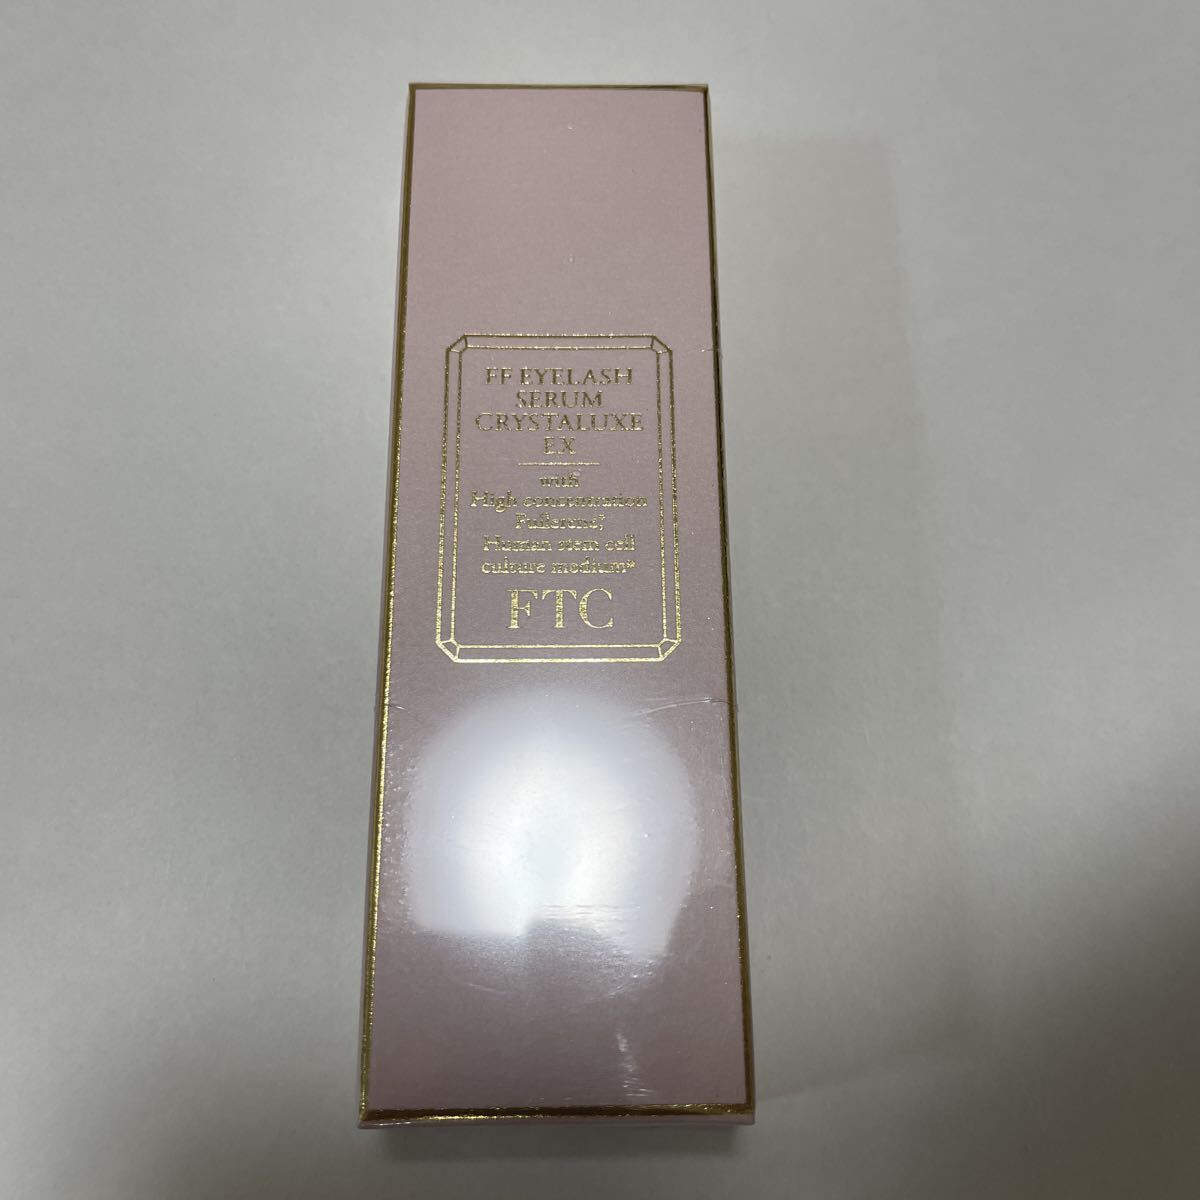 FF EYELASH
SERUM
CRYSTALUXE
EX
with
High concentration
Fullerene†,
Human stem cell
culture medium*
FTC